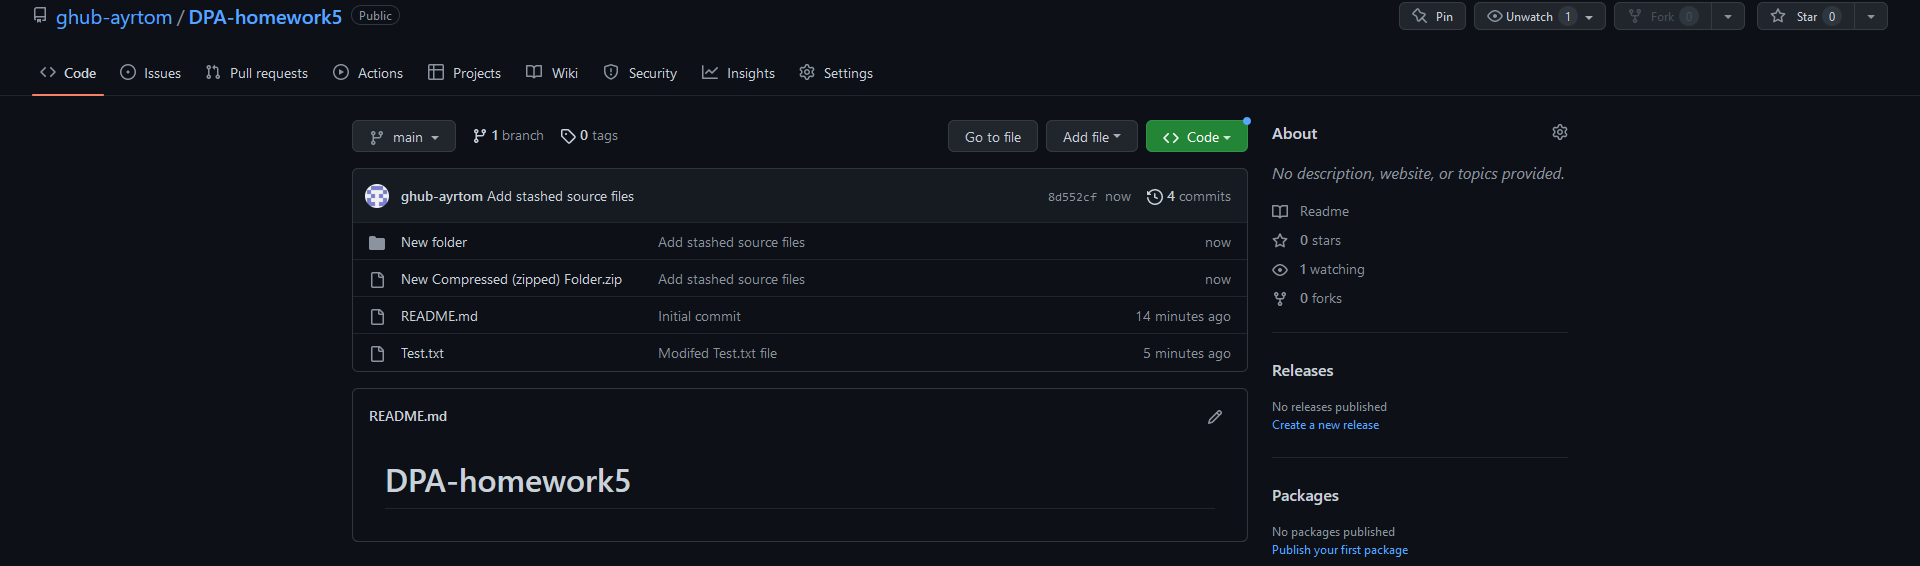 ghub-ayrtom / DPA-homework5 Public Pin Unwatch 1 Fork 0 Star 0
Code Issues Pull requests Actions Projects Wiki Security Insights Settings
main 1 branch 0 tags Go to file Add file Code
ghub-ayrtom Add stashed source files 8d552cf now 4 commits
New folder Add stashed source files now
New Compressed (zipped) Folder.zip Add stashed source files now
README.md Initial commit 14 minutes ago
Test.txt Modifed Test.txt file 5 minutes ago
README.md
DPA-homework5
About
No description, website, or topics provided.
Readme
0 stars
1 watching
0 forks
Releases
No releases published
Create a new release
Packages
No packages published
Publish your first package